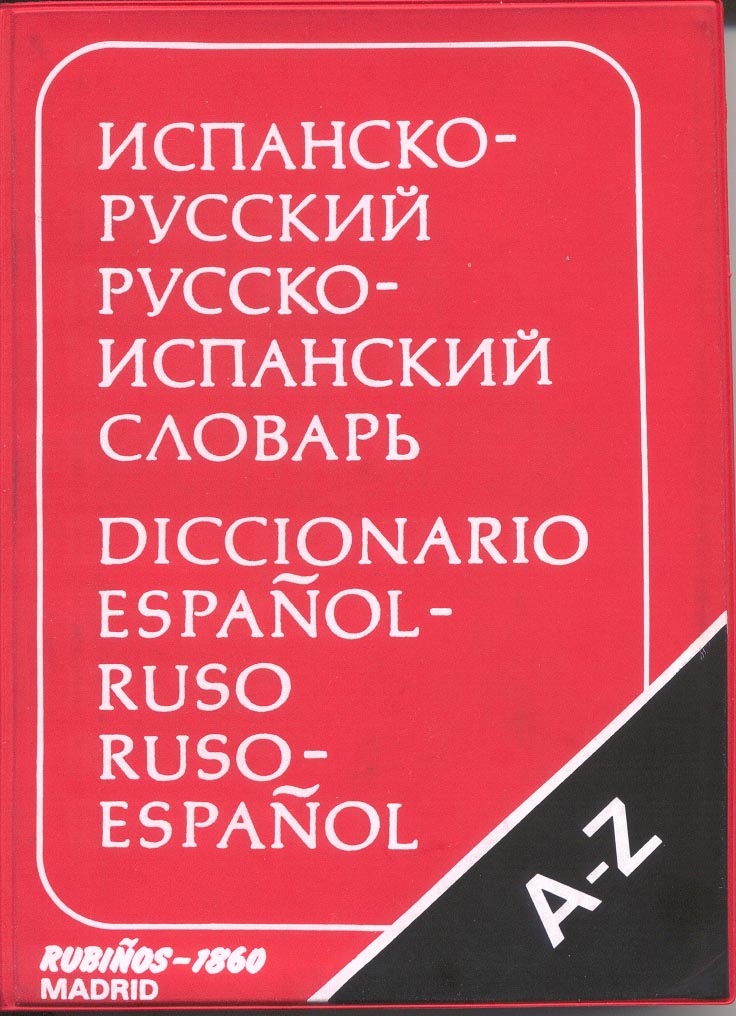 ИСПАНСКО-
РУССКИЙ
РУССКО-
ИСПАНСКИЙ
СЛОВАРЬ
DICCIONARIO
ESPAÑOL-
RUSO
RUSO-
ESPAÑOL
A-Z
RUBIÑOS-1860
MADRID